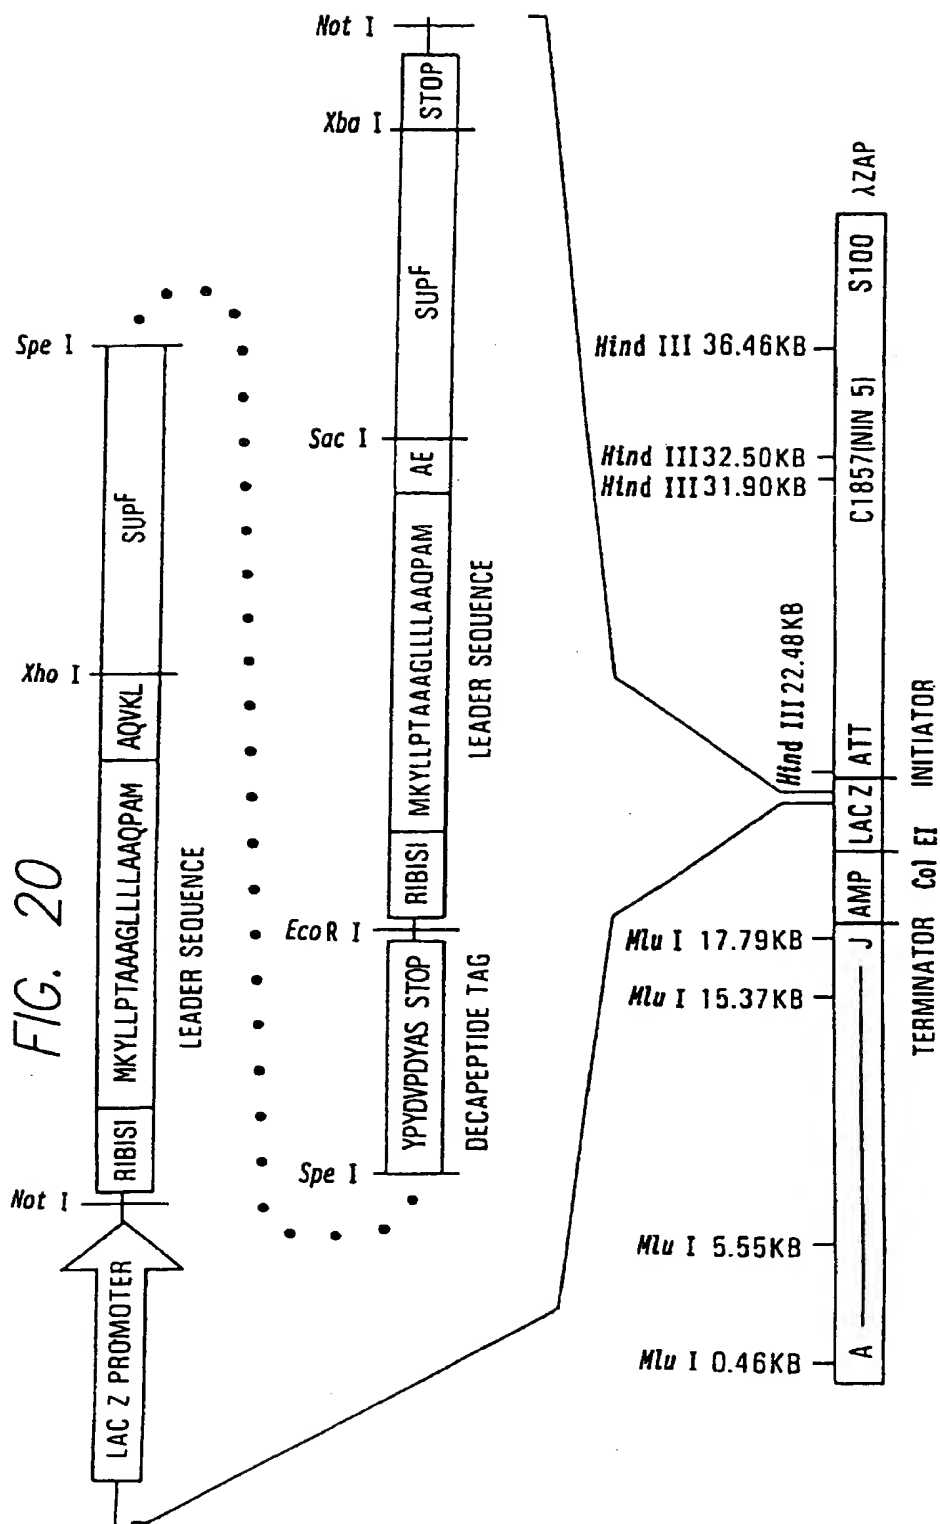 FIG. 20
LAC Z PROMOTER
Not I
RIBISI
MKYLLPTAAAGLLLLAAQPAM
AQVKL
Xho I
SUPF
Spe I
LEADER SEQUENCE
Spe I
YPYDVPDYAS STOP
EcoR I
RIBISI
MKYLLPTAAAGLLLLAAQPAM
AE
Sac I
SUPF
Xba I
STOP
Not I
DECAPEPTIDE TAG
LEADER SEQUENCE
Mlu I 0.46KB
Mlu I 5.55KB
Mlu I 15.37KB
Mlu I 17.79KB
Hind III 22.48KB
Hind III 31.90KB
Hind III 32.50KB
Hind III 36.46KB
A
J
AMP
LAC Z
ATT
C1857(NIN 5)
S100
λZAP
TERMINATOR
Col EI
INITIATOR